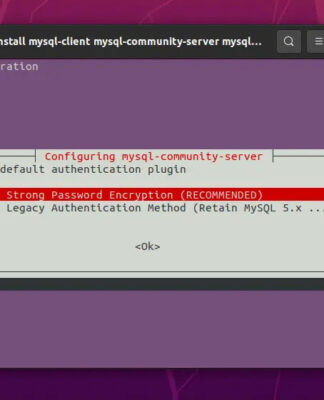 nstall mysql-client mysql-community-server mysql...
ration
Configuring mysql-community-server
default authentication plugin
Strong Password Encryption (RECOMMENDED)
Legacy Authentication Method (Retain MySQL 5.x ...
<Ok>